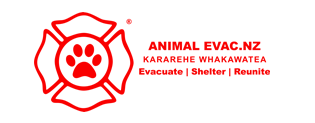 ®
ANIMAL EVAC.NZ
KARAREHE WHAKAWATEA
Evacuate | Shelter | Reunite